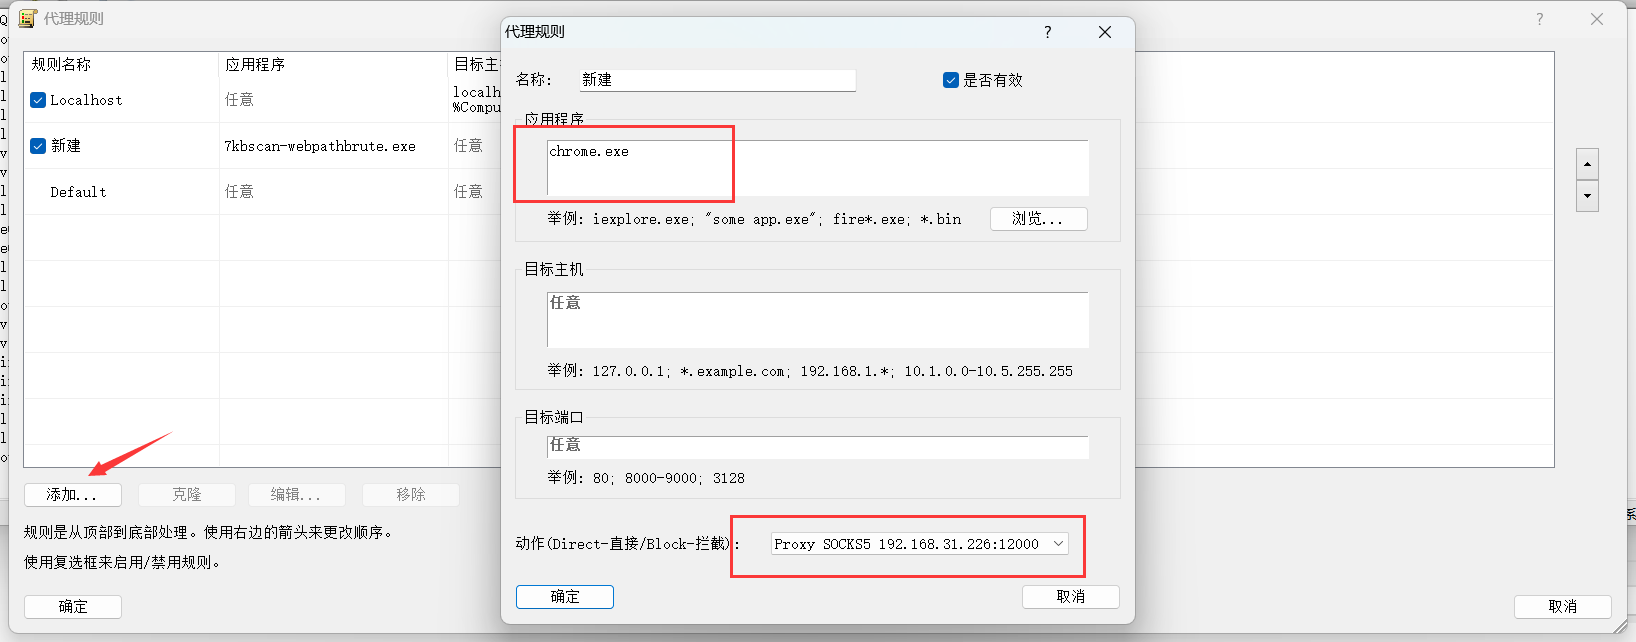 代理规则
规则名称
应用程序
目标主
Localhost
任意
localh
%Compu
新建
7kbscan-webpathbrute.exe
任意
Default
任意
任意
添加...
克隆
编辑...
移除
规则是从顶部到底部处理。使用右边的箭头来更改顺序。
使用复选框来启用/禁用规则。
确定
取消
代理规则
名称:
新建
是否有效
应用程序
chrome.exe
举例: iexplore.exe; "some app.exe"; fire*.exe; *.bin
浏览...
目标主机
任意
举例: 127.0.0.1; *.example.com; 192.168.1.*; 10.1.0.0-10.5.255.255
目标端口
任意
举例: 80; 8000-9000; 3128
动作(Direct-直接/Block-拦截):
Proxy SOCKS5 192.168.31.226:12000
确定
取消